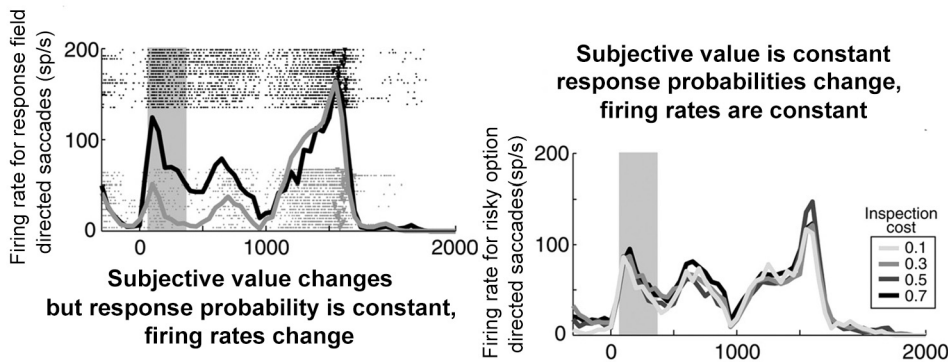 Firing rate for response field
directed saccades (sp/s)
200
100
0
0
1000
2000
Subjective value changes
but response probability is constant,
firing rates change
Subjective value is constant
response probabilities change,
firing rates are constant
Firing rate for risky option
directed saccades(sp/s)
200
100
0
0
1000
2000
Inspection
cost
0.1
0.3
0.5
0.7